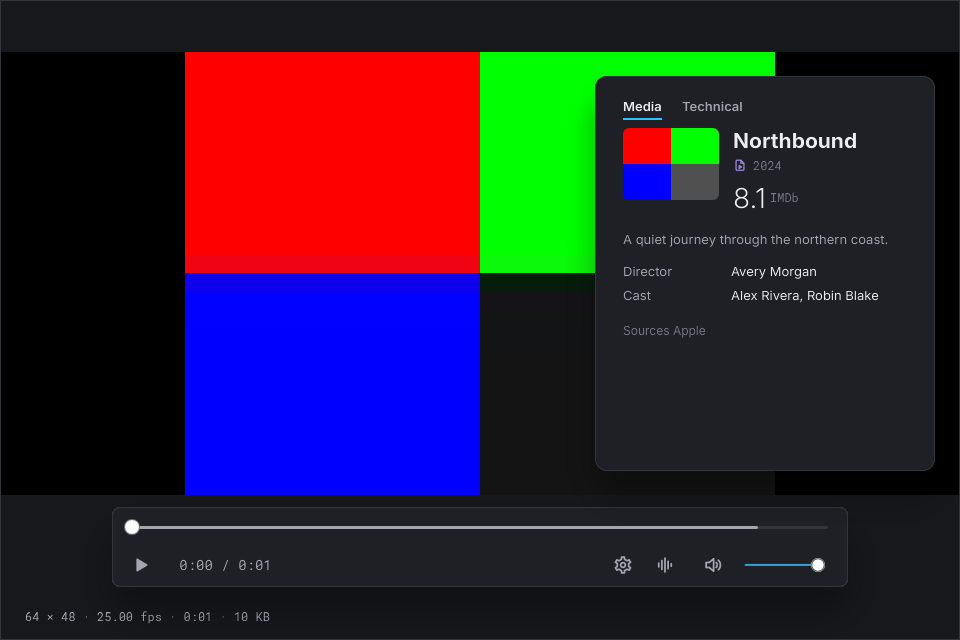 Media Technical
Northbound
2024
8.1 IMDb
A quiet journey through the northern coast.
Director Avery Morgan
Cast Alex Rivera, Robin Blake
Sources Apple
0:00 / 0:01
64 × 48 · 25.00 fps · 0:01 · 10 KB